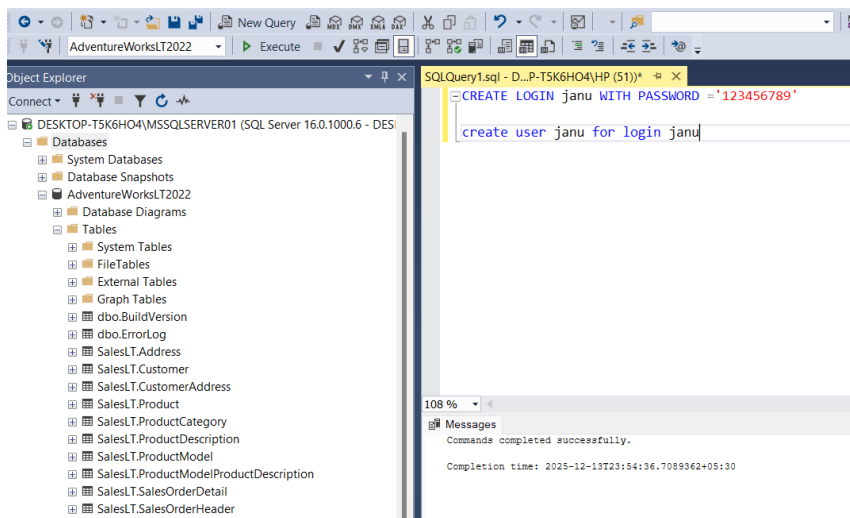 New Query
MDX
DMX
XMLA
DAX
AdventureWorksLT2022
Execute
Object Explorer
SQLQuery1.sql - D...P-T5K6HO4\HP (51))*
Connect
DESKTOP-T5K6HO4\MSSQLSERVER01 (SQL Server 16.0.1000.6 - DES
Databases
System Databases
Database Snapshots
AdventureWorksLT2022
Database Diagrams
Tables
System Tables
FileTables
External Tables
Graph Tables
dbo.BuildVersion
dbo.ErrorLog
SalesLT.Address
SalesLT.Customer
SalesLT.CustomerAddress
SalesLT.Product
SalesLT.ProductCategory
SalesLT.ProductDescription
SalesLT.ProductModel
SalesLT.ProductModelProductDescription
SalesLT.SalesOrderDetail
SalesLT.SalesOrderHeader
CREATE LOGIN janu WITH PASSWORD ='123456789'
create user janu for login janu
108 %
Messages
Commands completed successfully.
Completion time: 2025-12-13T23:54:36.7089362+05:30